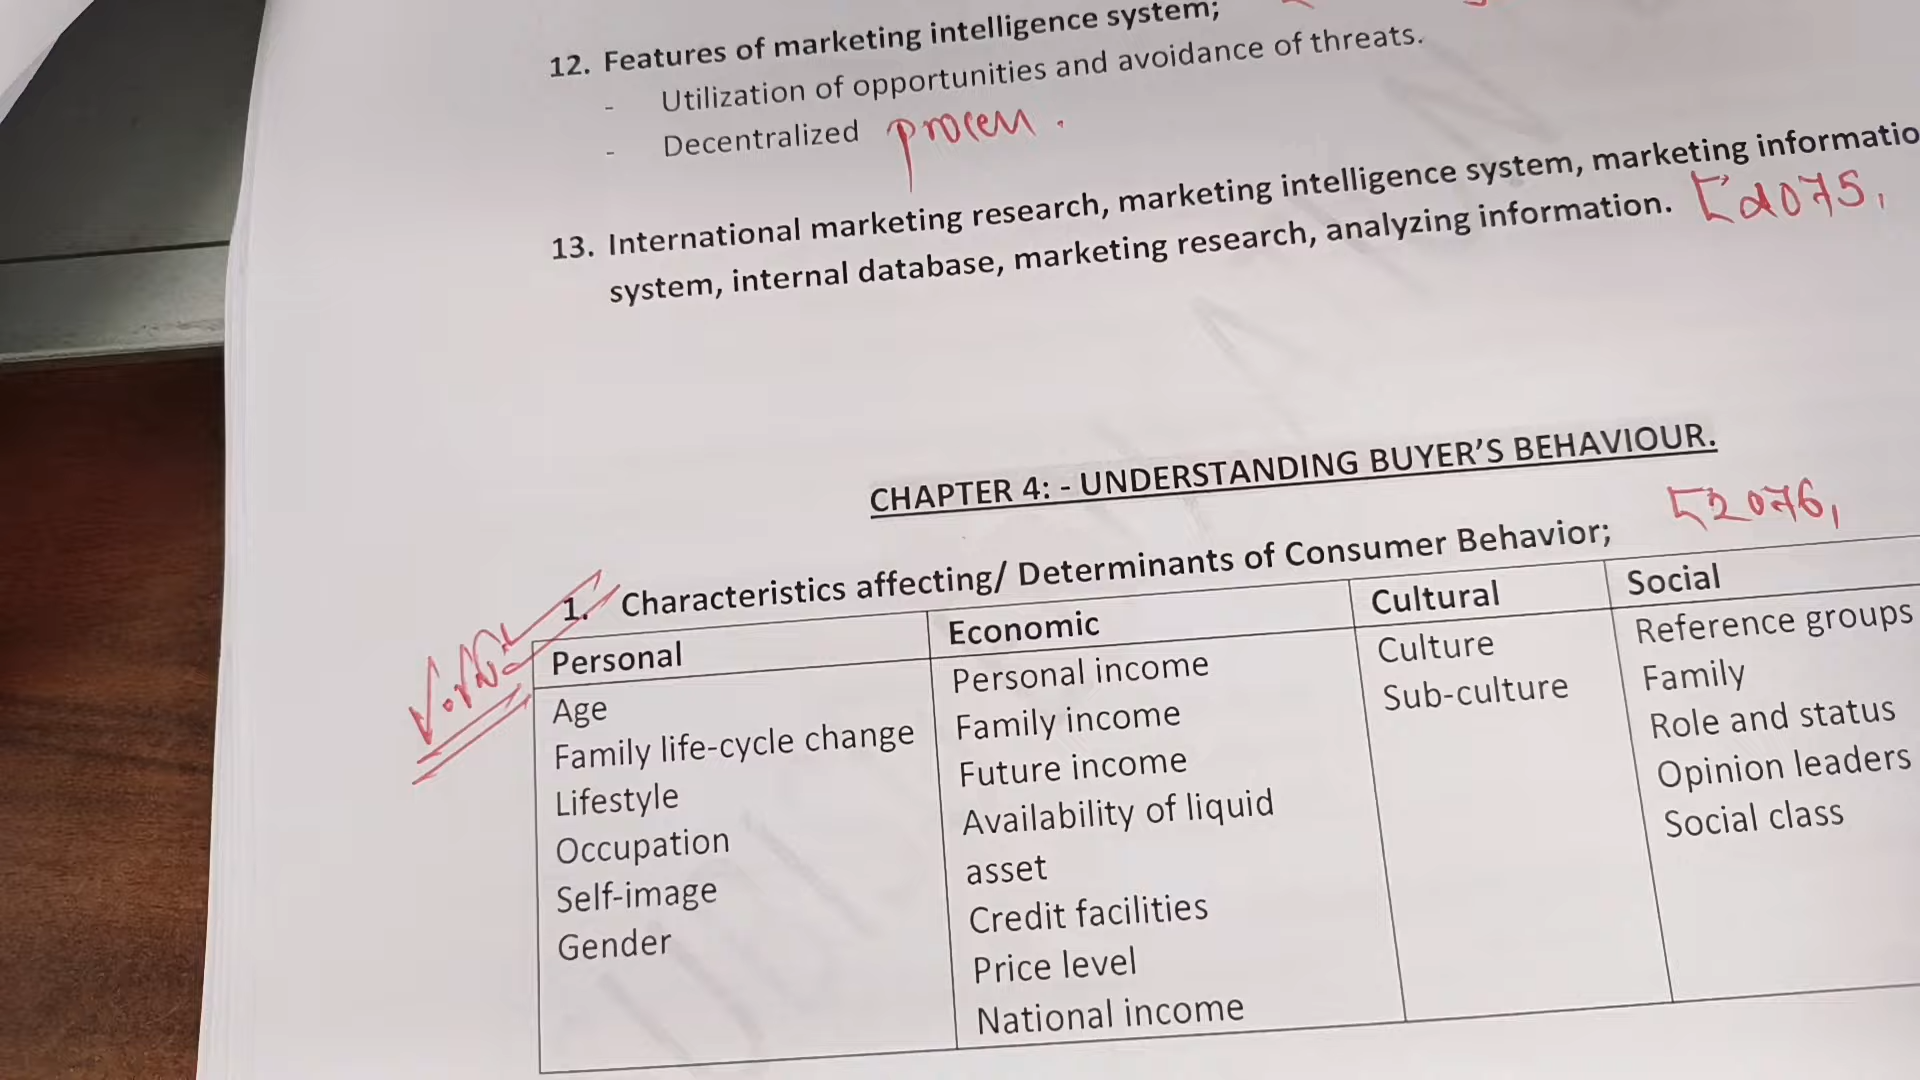 12. Features of marketing intelligence system;
- Utilization of opportunities and avoidance of threats.
- Decentralized process.
13. International marketing research, marketing intelligence system, marketing informatio
system, internal database, marketing research, analyzing information. 2075,
CHAPTER 4: - UNDERSTANDING BUYER'S BEHAVIOUR.
2076,
1. Characteristics affecting/ Determinants of Consumer Behavior;
Personal
Age
Family life-cycle change
Lifestyle
Occupation
Self-image
Gender
Economic
Personal income
Family income
Future income
Availability of liquid
asset
Credit facilities
Price level
National income
Cultural
Culture
Sub-culture
Social
Reference groups
Family
Role and status
Opinion leaders
Social class